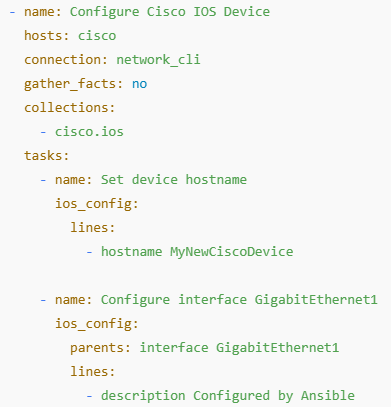 - name: Configure Cisco IOS Device
  hosts: cisco
  connection: network_cli
  gather_facts: no
  collections:
    - cisco.ios
  tasks:
    - name: Set device hostname
      ios_config:
        lines:
          - hostname MyNewCiscoDevice

    - name: Configure interface GigabitEthernet1
      ios_config:
        parents: interface GigabitEthernet1
        lines:
          - description Configured by Ansible